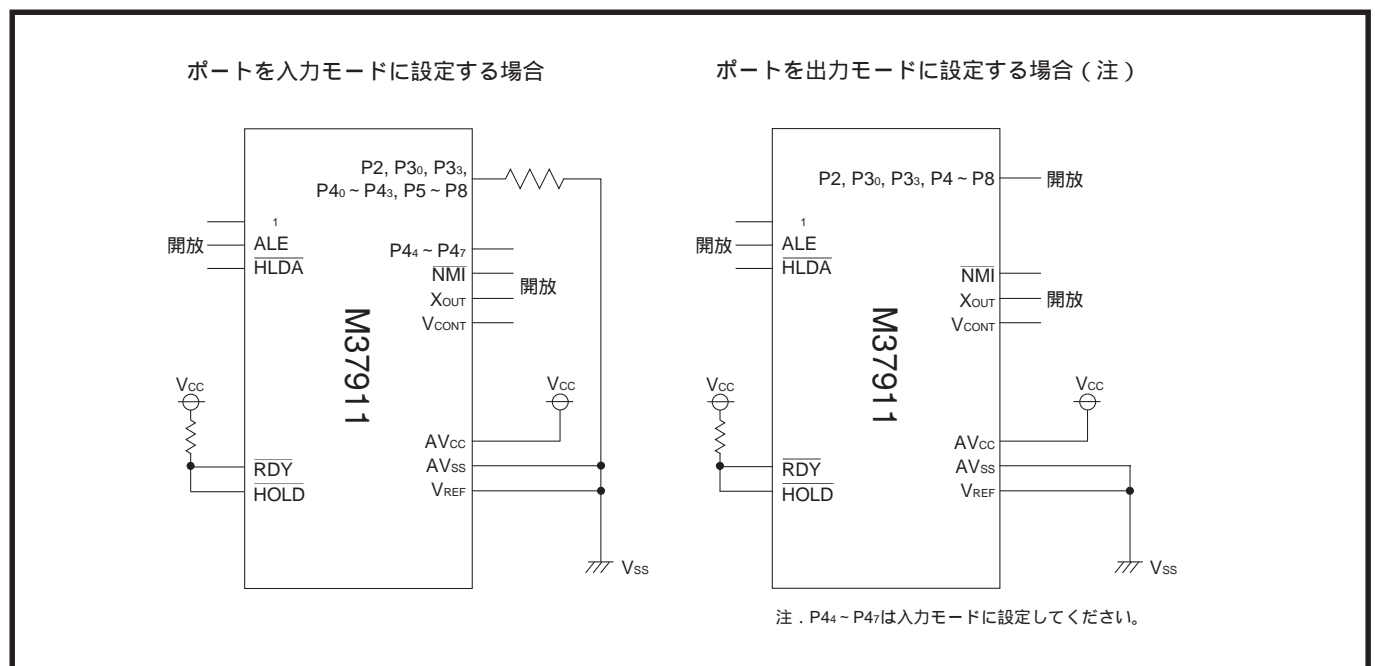 ポートを入力モードに設定する場合
P2, P3₀, P3₃,
P4₀ ~ P4₃, P5 ~ P8
1
開放
ALE
HLDA
P4₄ ~ P4₇
NMI
開放
XOUT
VCONT
M37911
VCC
VCC
RDY
HOLD
AVCC
AVSS
VREF
VSS
ポートを出力モードに設定する場合(注)
P2, P3₀, P3₃, P4 ~ P8
開放
1
開放
ALE
HLDA
NMI
XOUT
開放
VCONT
M37911
VCC
VCC
RDY
HOLD
AVCC
AVSS
VREF
VSS
注.P4₄ ~ P4₇は入力モードに設定してください。